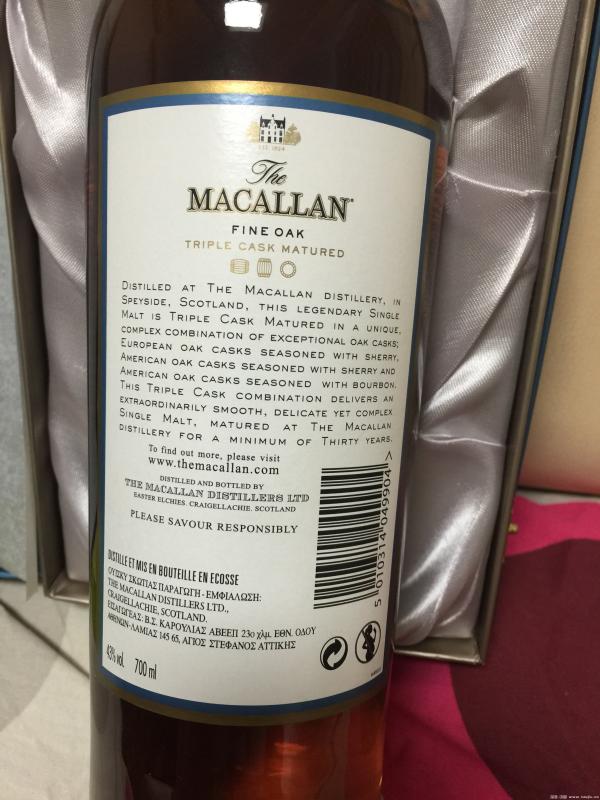 EST. 1824
The
MACALLAN
FINE OAK
TRIPLE CASK MATURED
DISTILLED AT THE MACALLAN DISTILLERY, IN
SPEYSIDE, SCOTLAND, THIS LEGENDARY SINGLE
MALT IS TRIPLE CASK MATURED IN A UNIQUE,
COMPLEX COMBINATION OF EXCEPTIONAL OAK CASKS;
EUROPEAN OAK CASKS SEASONED WITH SHERRY,
AMERICAN OAK CASKS SEASONED WITH SHERRY AND
AMERICAN OAK CASKS SEASONED WITH BOURBON.
THIS TRIPLE CASK COMBINATION DELIVERS AN
EXTRAORDINARILY SMOOTH, DELICATE YET COMPLEX
SINGLE MALT, MATURED AT THE MACALLAN
DISTILLERY FOR A MINIMUM OF THIRTY YEARS.
To find out more, please visit
www.themacallan.com
DISTILLED AND BOTTLED BY
THE MACALLAN DISTILLERS LTD
EASTER ELCHIES, CRAIGELLACHIE, SCOTLAND
PLEASE SAVOUR RESPONSIBLY
5 010314 049904 >
DISTILLE ET MIS EN BOUTEILLE EN ECOSSE
ΟΥΙΣΚΥ ΣΚΩΤΙΑΣ ΠΑΡΑΓΩΓΗ - ΕΜΦΙΑΛΩΣΗ:
THE MACALLAN DISTILLERS LTD.,
CRAIGELLACHIE, SCOTLAND.
ΕΙΣΑΓΩΓΕΑΣ: Β.Σ. ΚΑΡΟΥΛΙΑΣ ΑΒΕΕΠ 23ο χλμ. ΕΘΝ. ΟΔΟΥ
ΑΘΗΝΩΝ-ΛΑΜΙΑΣ 145 65, ΑΓΙΟΣ ΣΤΕΦΑΝΟΣ ΑΤΤΙΚΗΣ
43% vol. 700 ml